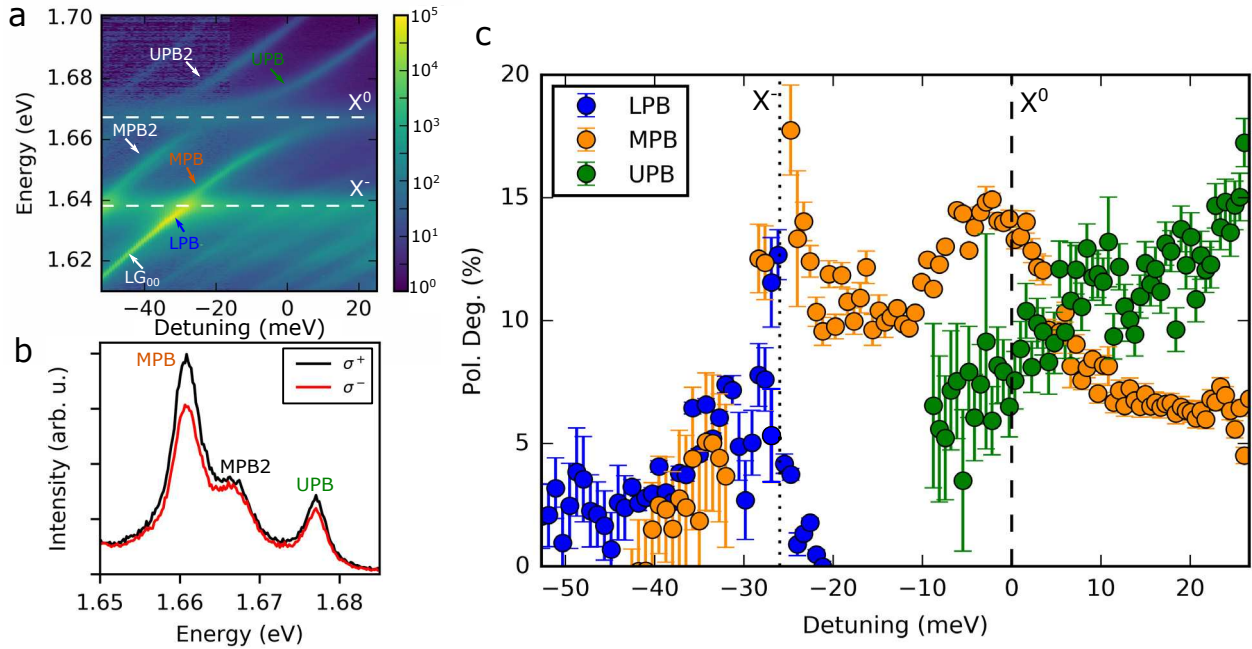 a
1.70
1.68
1.66
1.64
1.62
Energy (eV)
UPB2
UPB
X⁰
MPB2
MPB
X⁻
LPB
LG₀₀
−40
−20
0
20
Detuning (meV)
10⁵
10⁴
10³
10²
10¹
10⁰
b
Intensity (arb. u.)
MPB
MPB2
UPB
σ⁺
σ⁻
1.65
1.66
1.67
1.68
Energy (eV)
c
20
15
10
5
0
Pol. Deg. (%)
LPB
MPB
UPB
X⁻
X⁰
−50
−40
−30
−20
−10
0
10
20
Detuning (meV)